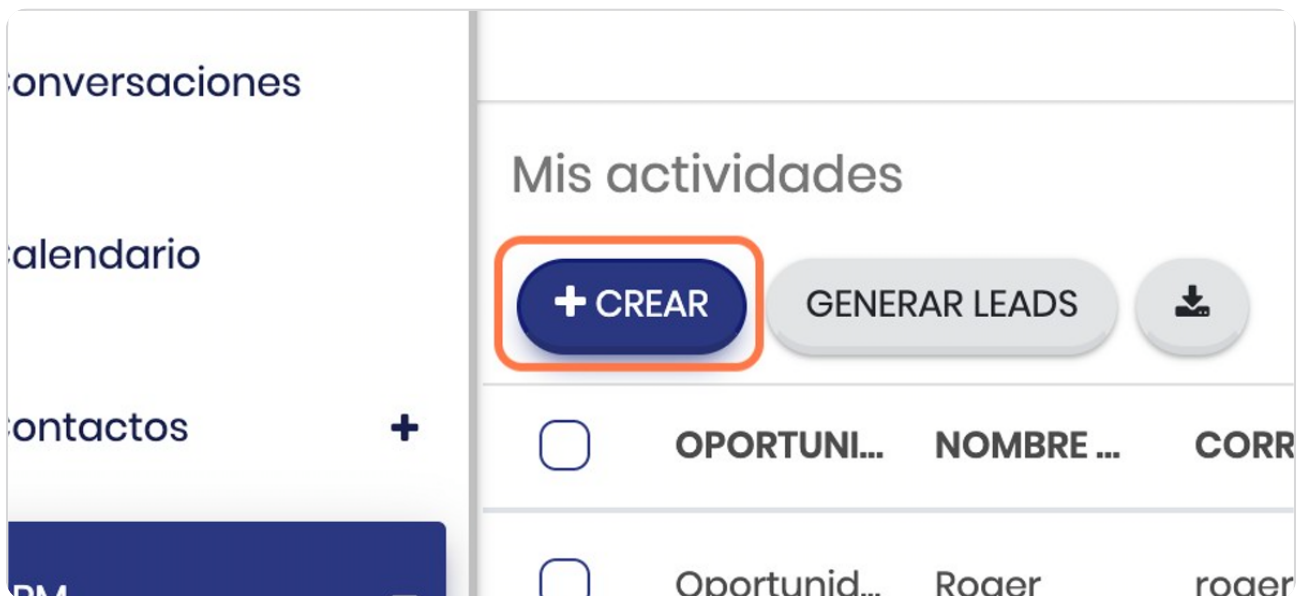 onversaciones
Mis actividades
alendario
CREAR
GENERAR LEADS
ontactos
OPORTUNI... NOMBRE ... CORR
Oportunid... Roger roger